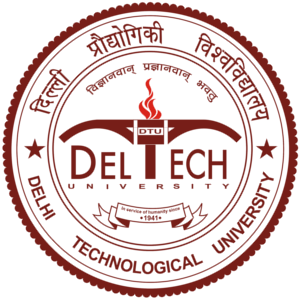 दिल्ली प्रौद्योगिकी विश्वविद्यालय
विज्ञानवान् प्रज्ञानवान् भवतु
DTU
DELTECH
UNIVERSITY
in service of humanity since
•1941•
DELHI TECHNOLOGICAL UNIVERSITY